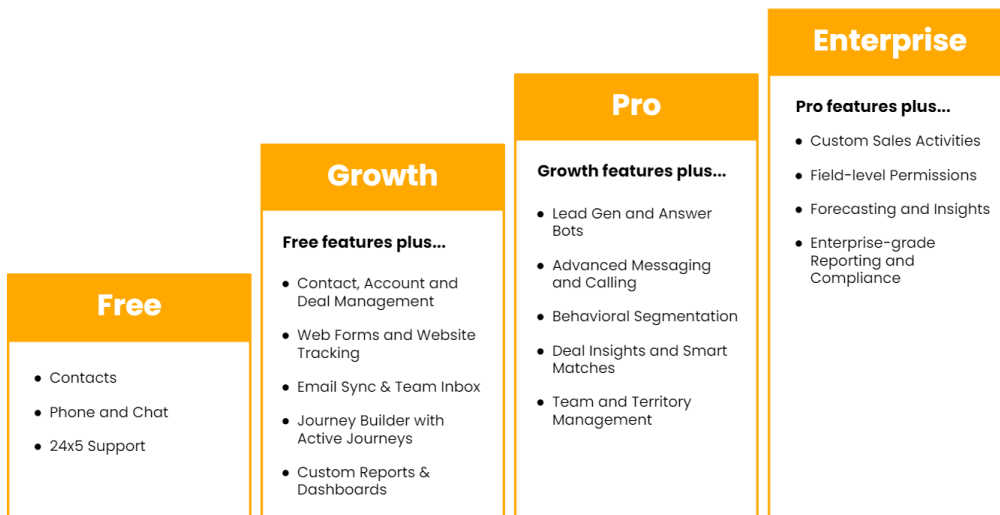 Free
• Contacts
• Phone and Chat
• 24x5 Support
Growth
Free features plus...
• Contact, Account and
Deal Management
• Web Forms and Website
Tracking
• Email Sync & Team Inbox
• Journey Builder with
Active Journeys
• Custom Reports &
Dashboards
Pro
Growth features plus...
• Lead Gen and Answer
Bots
• Advanced Messaging
and Calling
• Behavioral Segmentation
• Deal Insights and Smart
Matches
• Team and Territory
Management
Enterprise
Pro features plus...
• Custom Sales Activities
• Field-level Permissions
• Forecasting and Insights
• Enterprise-grade
Reporting and
Compliance